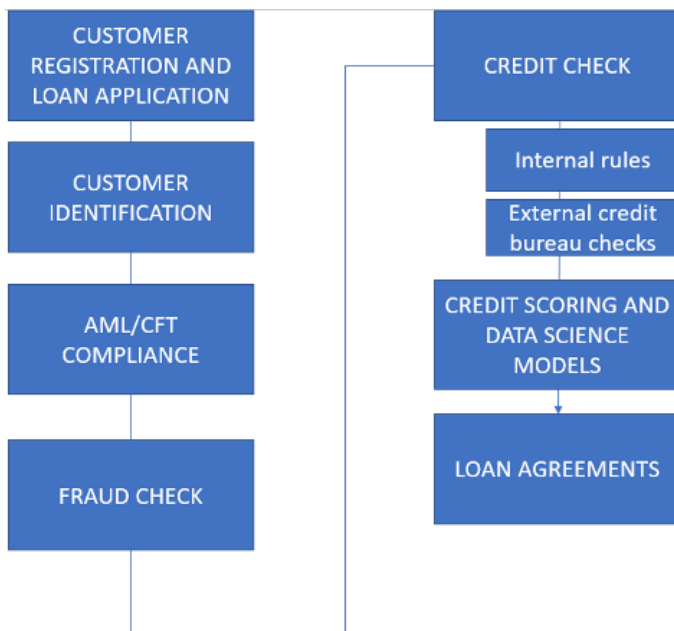 CUSTOMER
REGISTRATION AND
LOAN APPLICATION
CUSTOMER
IDENTIFICATION
AML/CFT
COMPLIANCE
FRAUD CHECK
CREDIT CHECK
Internal rules
External credit
bureau checks
CREDIT SCORING AND
DATA SCIENCE
MODELS
LOAN AGREEMENTS